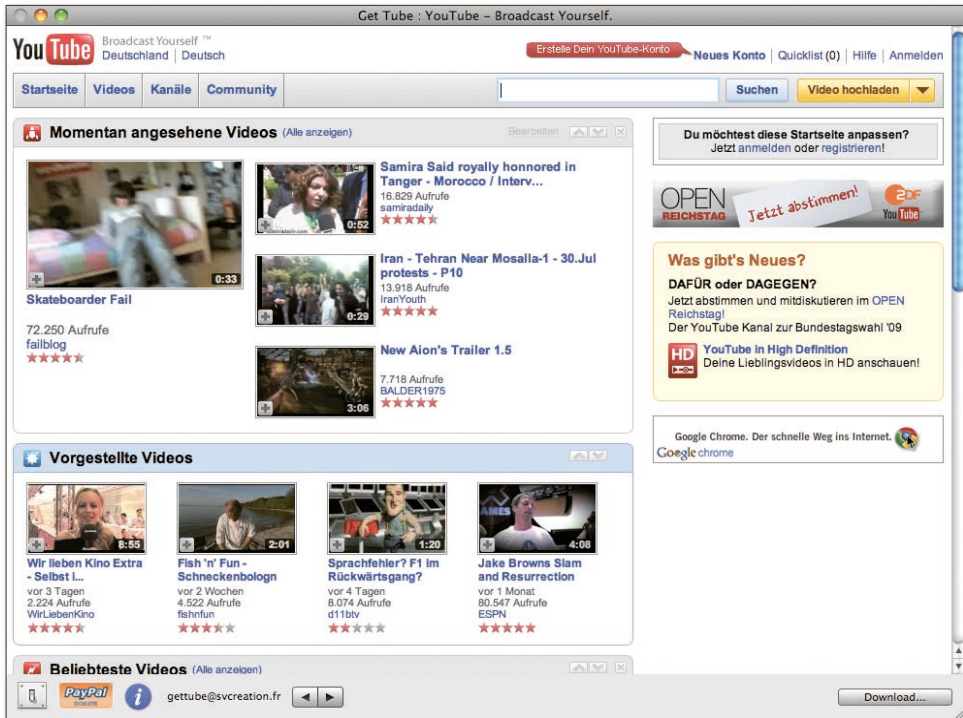 Get Tube : YouTube – Broadcast Yourself.
YouTube Broadcast Yourself ™
Deutschland | Deutsch
Erstelle Dein YouTube-Konto
Neues Konto | Quicklist (0) | Hilfe | Anmelden
Startseite Videos Kanäle Community Suchen Video hochladen
Momentan angesehene Videos (Alle anzeigen) Bearbeiten
0:33
Skateboarder Fail
72.250 Aufrufe
failblog
0:52
Samira Said royally honnored in
Tanger - Morocco / Interv...
16.829 Aufrufe
samiradaily
0:29
Iran - Tehran Near Mosalla-1 - 30.Jul
protests - P10
13.918 Aufrufe
IranYouth
3:06
New Aion's Trailer 1.5
7.718 Aufrufe
BALDER1975
Du möchtest diese Startseite anpassen?
Jetzt anmelden oder registrieren!
OPEN
REICHSTAG
Jetzt abstimmen!
ZDF
YouTube
Was gibt's Neues?
DAFÜR oder DAGEGEN?
Jetzt abstimmen und mitdiskutieren im OPEN
Reichstag!
Der YouTube Kanal zur Bundestagswahl '09
HD
YouTube in High Definition
Deine Lieblingsvideos in HD anschauen!
Google Chrome. Der schnelle Weg ins Internet.
Google chrome
Vorgestellte Videos
8:55
Wir lieben Kino Extra
- Selbst i...
vor 3 Tagen
2.224 Aufrufe
WirLiebenKino
2:01
Fish 'n' Fun -
Schneckenbologn
vor 2 Wochen
4.522 Aufrufe
fishnfun
1:20
Sprachfehler? F1 im
Rückwärtsgang?
vor 4 Tagen
8.074 Aufrufe
d11btv
AMES
4:08
Jake Browns Slam
and Resurrection
vor 1 Monat
80.547 Aufrufe
ESPN
Beliebteste Videos (Alle anzeigen)
PayPal
DONATE
gettube@svcreation.fr
Download...